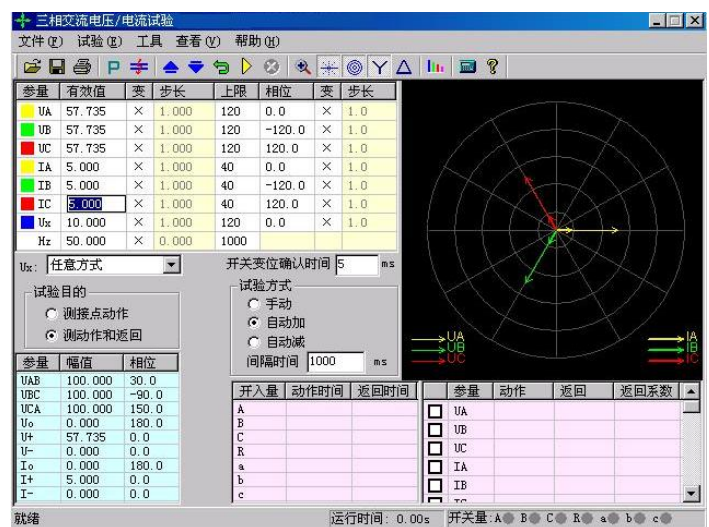 三相交流电压/电流试验
文件(F) 试验(E) 工具 查看(V) 帮助(H)
P
参量 有效值 变 步长 上限 相位 变 步长
UA 57.735 × 1.000 120 0.0 × 1.0
UB 57.735 × 1.000 120 -120.0 × 1.0
UC 57.735 × 1.000 120 120.0 × 1.0
IA 5.000 × 1.000 40 0.0 × 1.0
IB 5.000 × 1.000 40 -120.0 × 1.0
IC 5.000 × 1.000 40 120.0 × 1.0
Ux 10.000 × 1.000 120 0.0 × 1.0
Hz 50.000 × 0.000 1000
Ux: 任意方式 开关变位确认时间 5 ms
试验目的
测接点动作
测动作和返回
试验方式
手动
自动加
自动减
间隔时间 1000 ms
UA
UB
UC
IA
IB
IC
参量 幅值 相位
UAB 100.000 30.0
UBC 100.000 -90.0
UCA 100.000 150.0
Uo 0.000 180.0
U+ 57.735 0.0
U- 0.000 0.0
Io 0.000 180.0
I+ 5.000 0.0
I- 0.000 0.0
开入量 动作时间 返回时间
A
B
C
R
a
b
c
参量 动作 返回 返回系数
UA
UB
UC
IA
IB
IC
就绪 运行时间: 0.00s 开关量:A B C R a b c